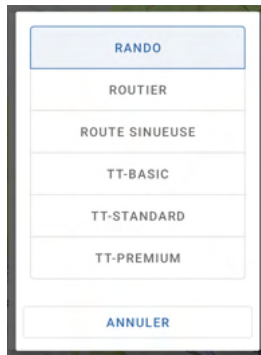 RANDO
ROUTIER
ROUTE SINUEUSE
TT-BASIC
TT-STANDARD
TT-PREMIUM
ANNULER